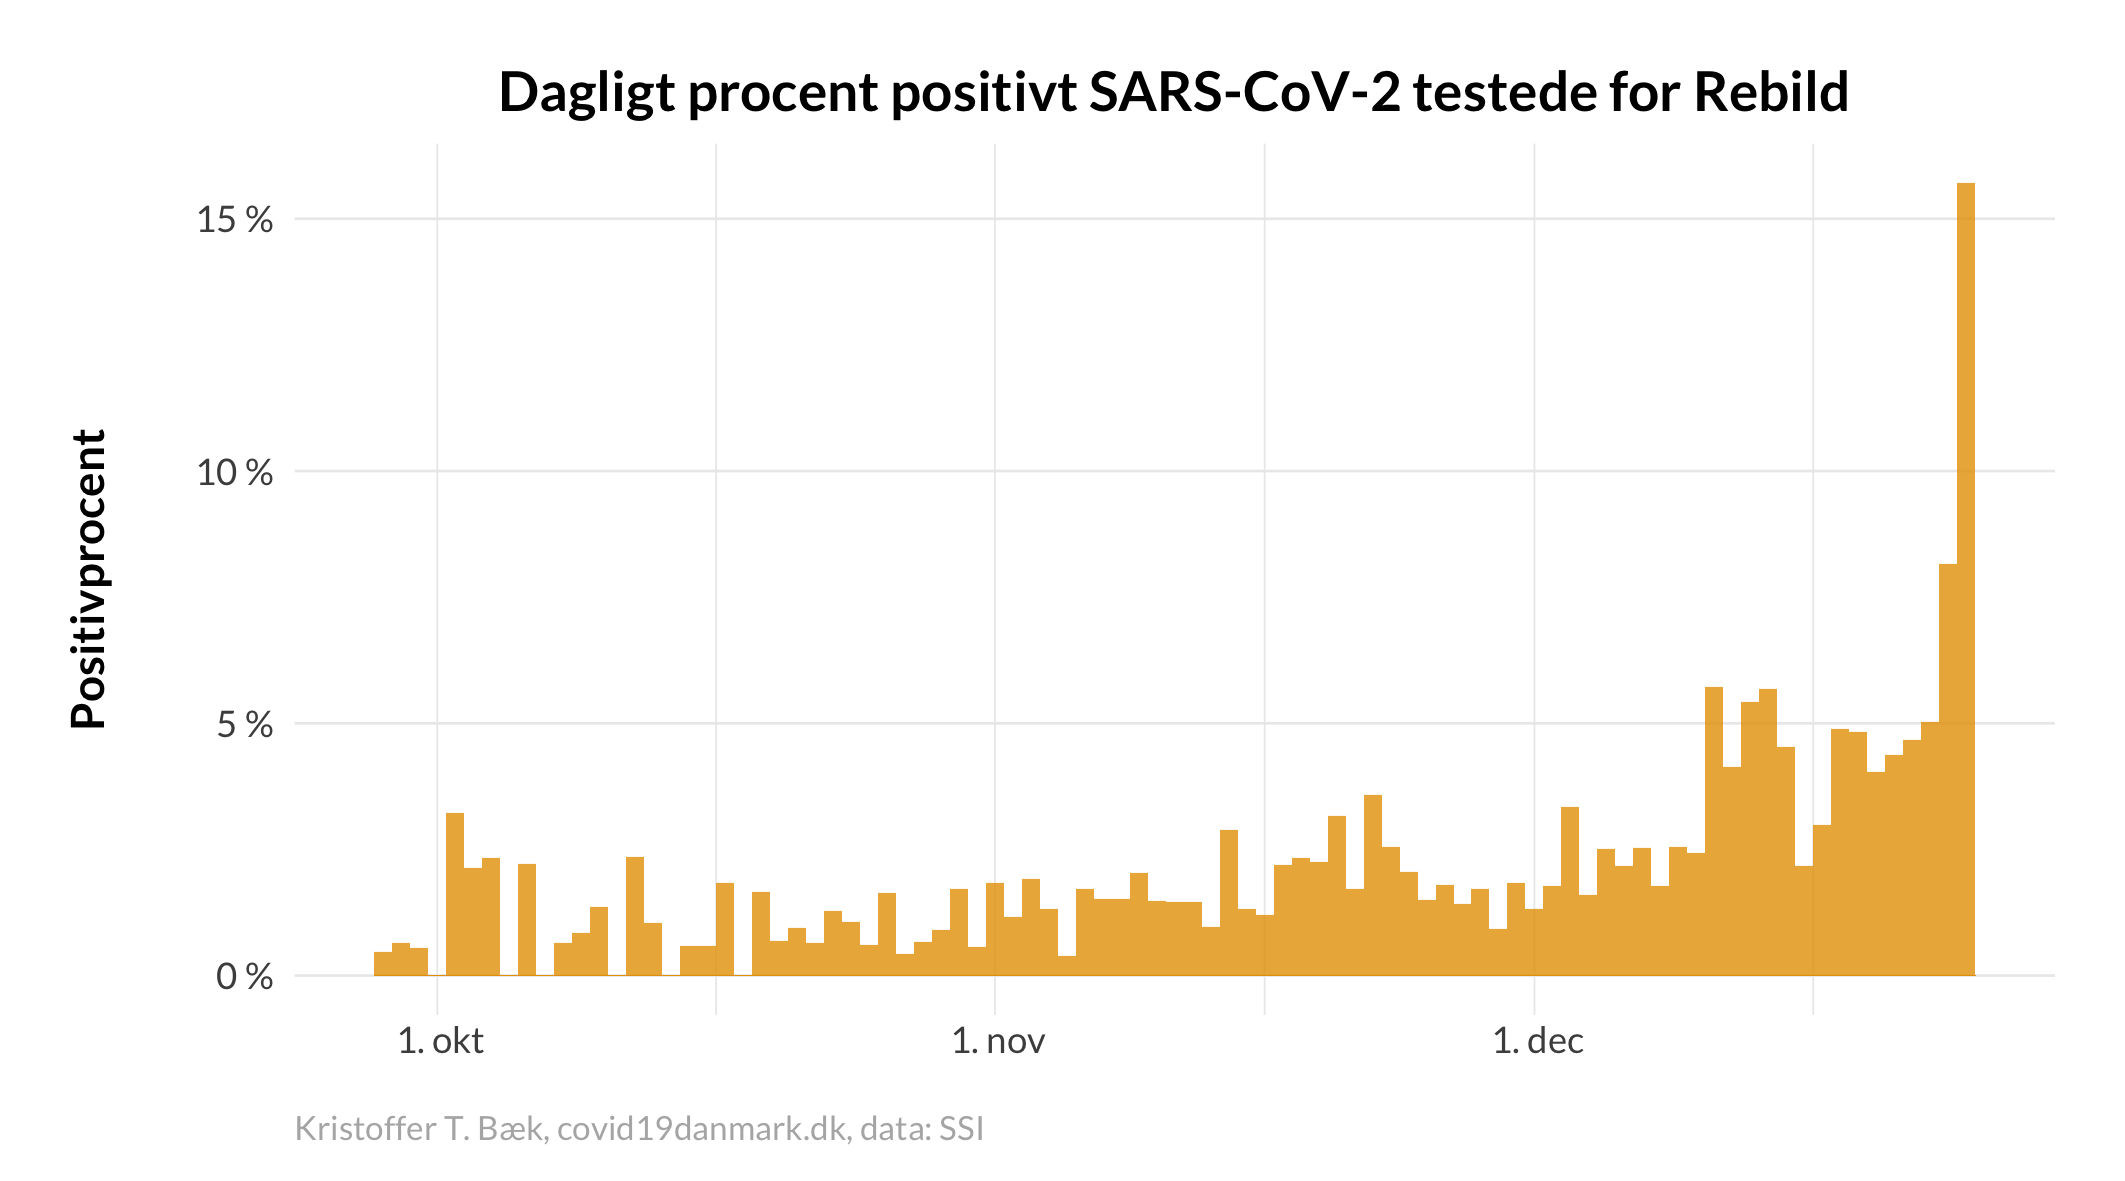 Dagligt procent positivt SARS-CoV-2 testede for Rebild
Positivprocent
15 %
10 %
5 %
0 %
1. okt
1. nov
1. dec
Kristoffer T. Bæk, covid19danmark.dk, data: SSI